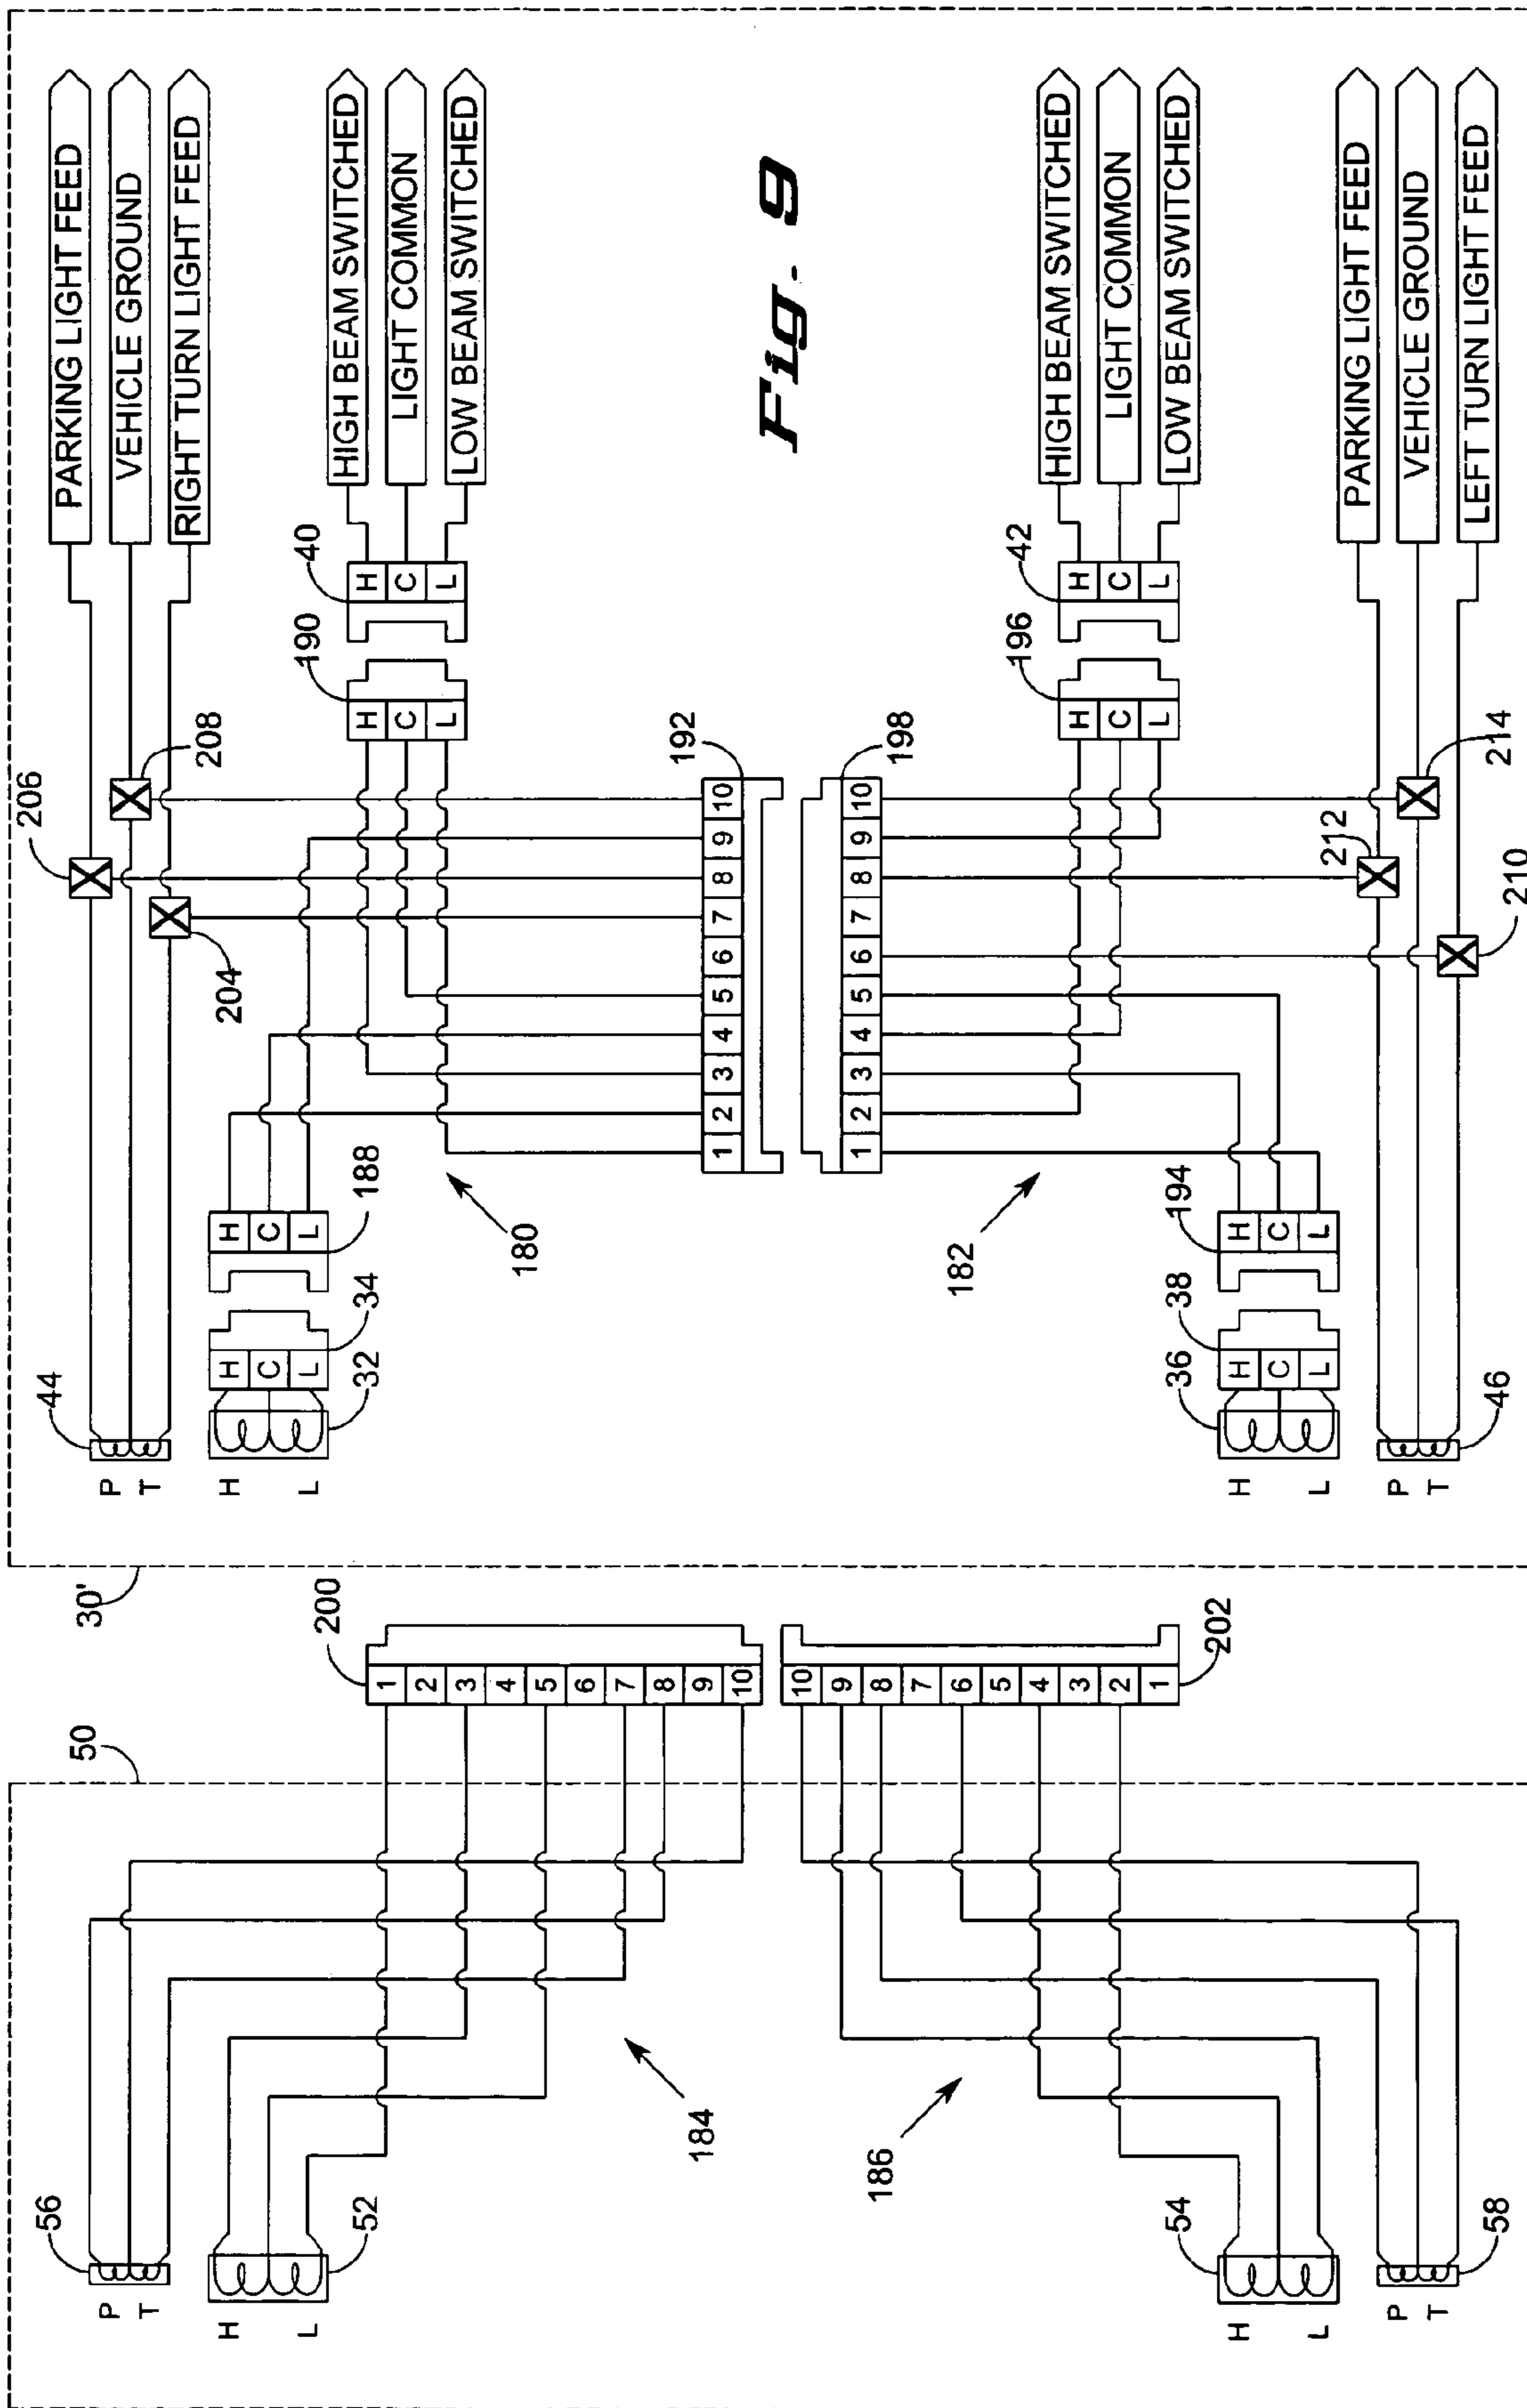 56
50
30'
44
206
PARKING LIGHT FEED
P
P
VEHICLE GROUND
T
T
208
RIGHT TURN LIGHT FEED
204
H
H
H
H
C
C
L
L
L
L
52
32
34
188
200
190
40
H
H
HIGH BEAM SWITCHED
C
C
LIGHT COMMON
L
L
LOW BEAM SWITCHED
1
2
3
4
5
6
7
8
9
10
180
184
192
1 2 3 4 5 6 7 8 9 10
Fig. 9
10
9
8
7
6
5
4
3
2
1
1 2 3 4 5 6 7 8 9 10
198
186
182
202
196
42
H
H
HIGH BEAM SWITCHED
C
C
LIGHT COMMON
L
L
LOW BEAM SWITCHED
54
36
38
194
H
H
H
H
C
C
L
L
L
L
212
PARKING LIGHT FEED
P
P
VEHICLE GROUND
T
T
LEFT TURN LIGHT FEED
58
46
210
214